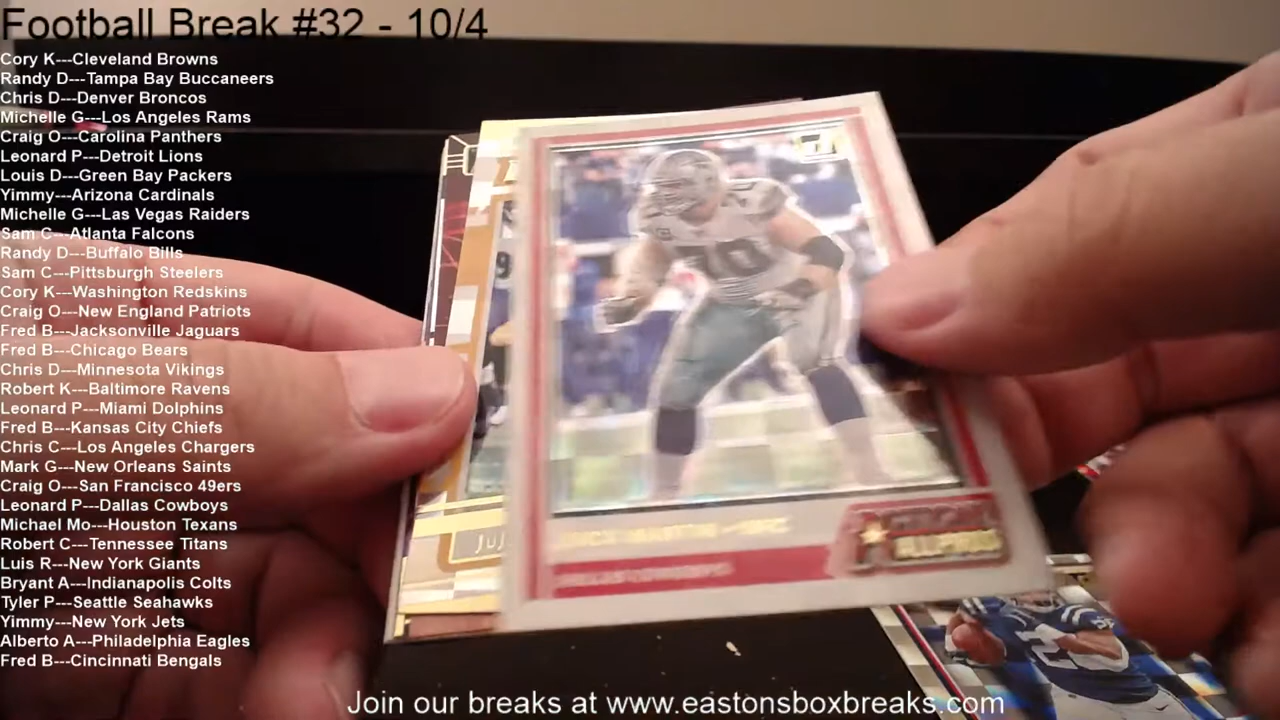 Football Break #32 - 10/4
Cory K---Cleveland Browns
Randy D---Tampa Bay Buccaneers
Chris D---Denver Broncos
Michelle G---Los Angeles Rams
Craig O---Carolina Panthers
Leonard P---Detroit Lions
Louis D---Green Bay Packers
Yimmy---Arizona Cardinals
Michelle G---Las Vegas Raiders
Sam C---Atlanta Falcons
Randy D---Buffalo Bills
Sam C---Pittsburgh Steelers
Cory K---Washington Redskins
Craig O---New England Patriots
Fred B---Jacksonville Jaguars
Fred B---Chicago Bears
Chris D---Minnesota Vikings
Robert K---Baltimore Ravens
Leonard P---Miami Dolphins
Fred B---Kansas City Chiefs
Chris C---Los Angeles Chargers
Mark G---New Orleans Saints
Craig O---San Francisco 49ers
Leonard P---Dallas Cowboys
Michael Mo---Houston Texans
Robert C---Tennessee Titans
Luis R---New York Giants
Bryant A---Indianapolis Colts
Tyler P---Seattle Seahawks
Yimmy---New York Jets
Alberto A---Philadelphia Eagles
Fred B---Cincinnati Bengals
70
JUJ
Join our breaks at www.eastonsboxbreaks.com